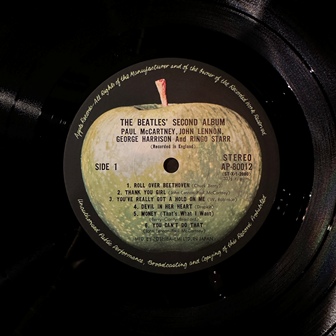 Apple Records-All Rights of the Manufacturer and of the Owner of the Recorded Work Reserved
THE BEATLES' SECOND ALBUM
PAUL McCARTNEY, JOHN LENNON,
GEORGE HARRISON And RINGO STARR
(Recorded in England)
SIDE 1
STEREO
AP-80012
1. ROLL OVER BEETHOVEN
2. THANK YOU GIRL
3. YOU'VE REALLY GOT A HOLD ON ME
4. DEVIL IN HER HEART
5. MONEY (That's What I Want)
6. YOU CAN'T DO THAT
Unauthorized Public Performance, Broadcasting and Copying of this Record Prohibited